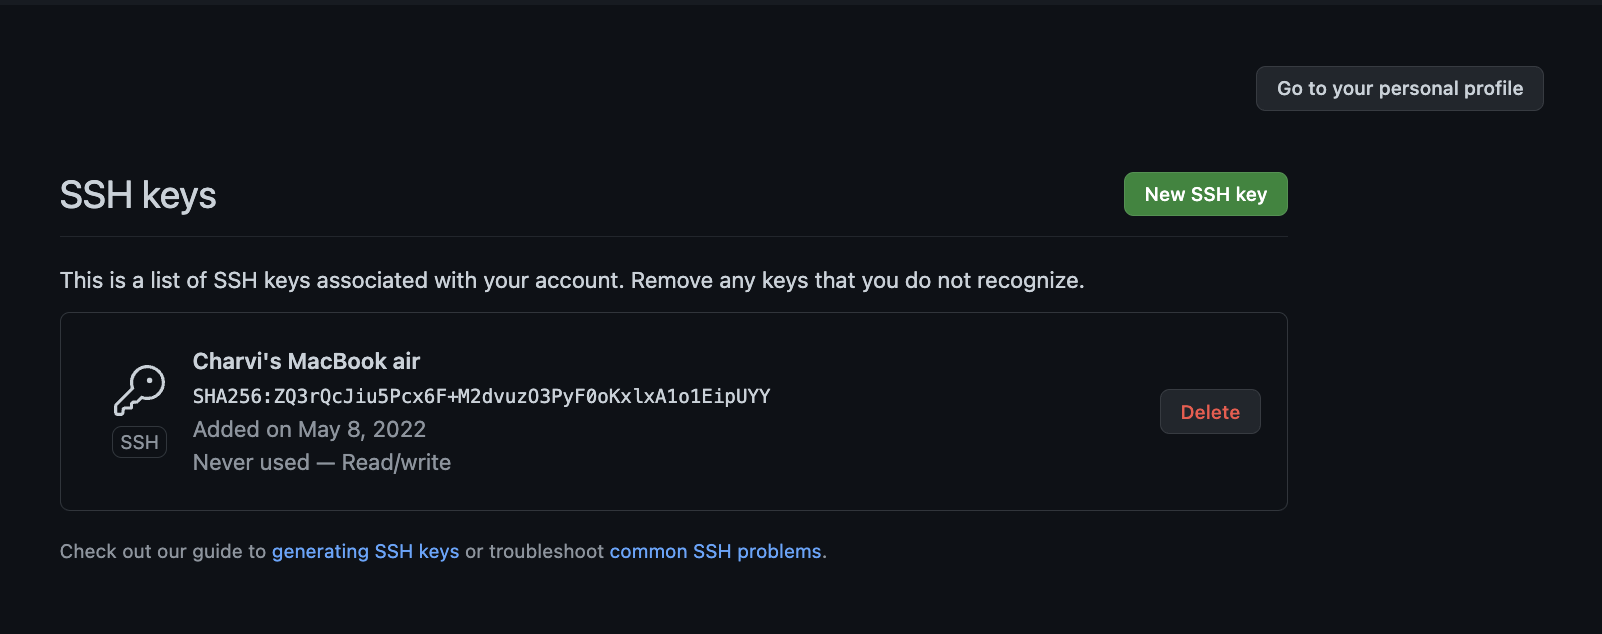 Go to your personal profile
SSH keys
New SSH key
This is a list of SSH keys associated with your account. Remove any keys that you do not recognize.
Charvi's MacBook air
SHA256:ZQ3rQcJiu5Pcx6F+M2dvuzO3PyF0oKxlxA1o1EipUYY
Added on May 8, 2022
Never used — Read/write
SSH
Delete
Check out our guide to generating SSH keys or troubleshoot common SSH problems.